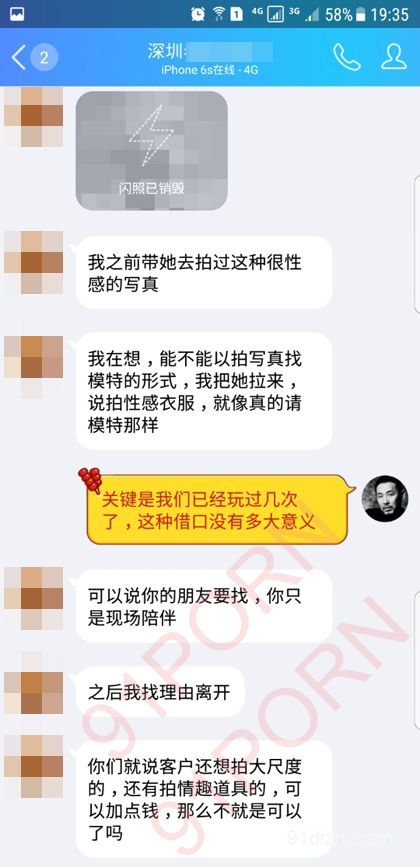 4G 3G 58% 19:35
2
深圳
iPhone 6s在线 - 4G
闪照已销毁
我之前带她去拍过这种很性
感的写真
我在想，能不能以拍写真找
模特的形式，我把她拉来，
说拍性感衣服，就像真的请
模特那样
关键是我们已经玩过几次
了，这种借口没有多大意义
可以说你的朋友要找，你只
是现场陪伴
之后我找理由离开
你们就说客户还想拍大尺度
的，还有拍情趣道具的，可
以加点钱，那么不就是可以
了吗
91PORN
91PORN
91dizhi.com